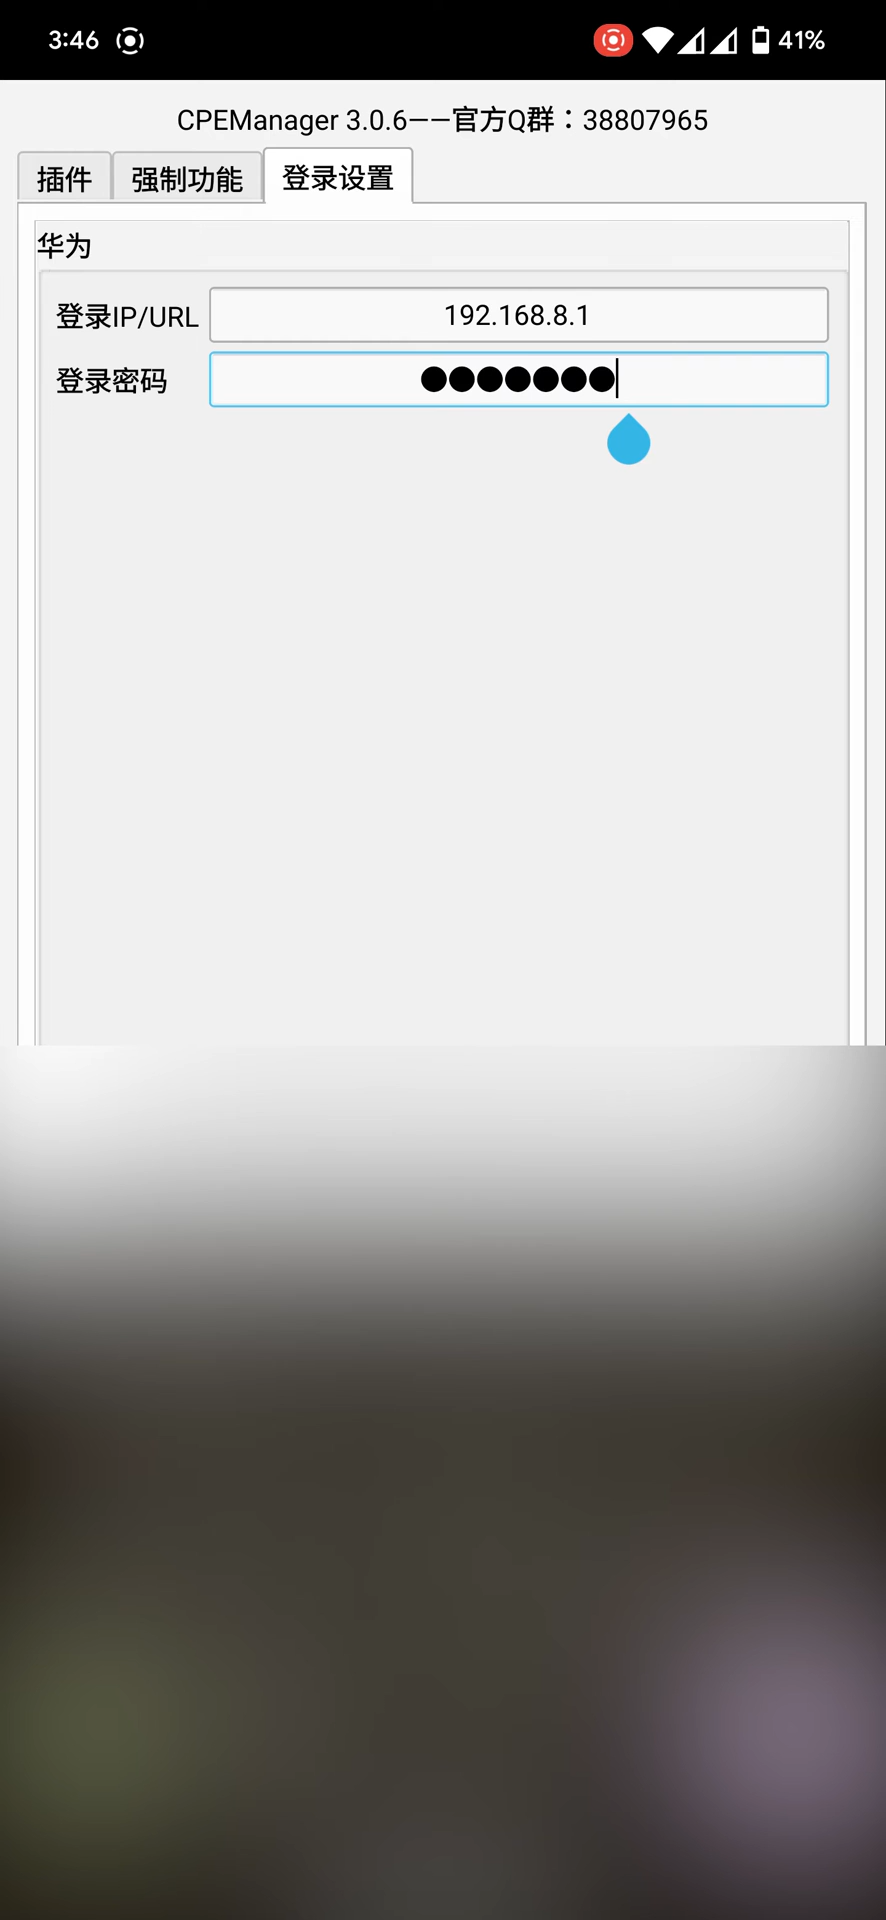 3:46 41%
CPEManager 3.0.6——官方Q群：38807965
插件 强制功能 登录设置
华为
登录IP/URL 192.168.8.1
登录密码 ●●●●●●●